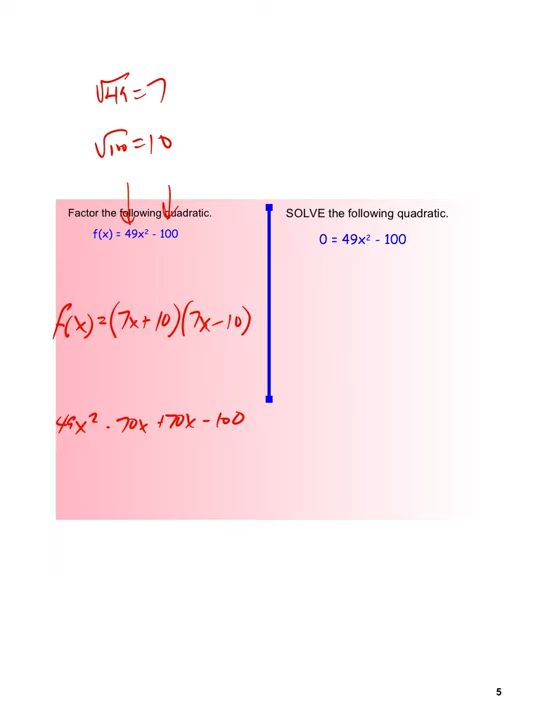 √49 = 7
√100 = 10
Factor the following quadratic.
f(x) = 49x² - 100
f(x) = (7x + 10)(7x - 10)
49x² - 70x + 70x - 100
SOLVE the following quadratic.
0 = 49x² - 100
5